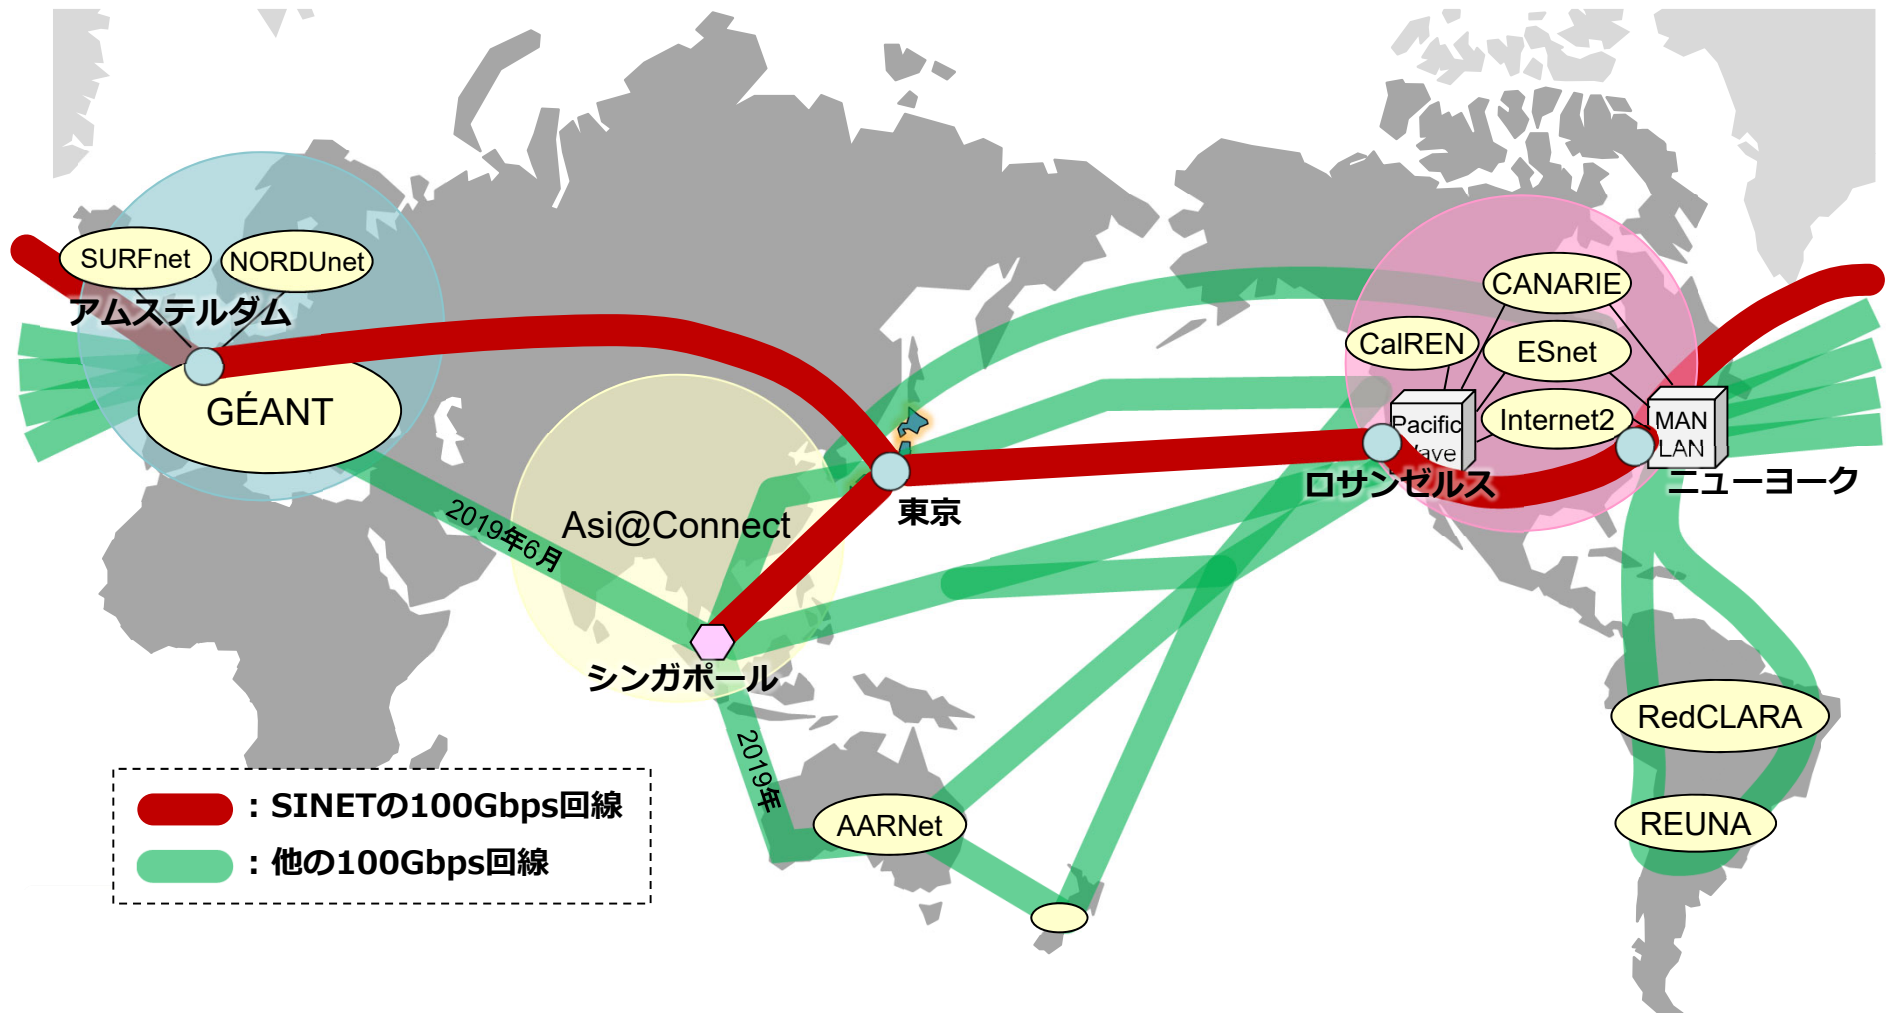 SURFnet
NORDUnet
アムステルダム
GÉANT
2019年6月
Asi@Connect
東京
シンガポール
2019年
AARNet
CANARIE
CalREN
ESnet
Internet2
Pacific
Wave
MAN
LAN
ロサンゼルス
ニューヨーク
RedCLARA
REUNA
：SINETの100Gbps回線
：他の100Gbps回線